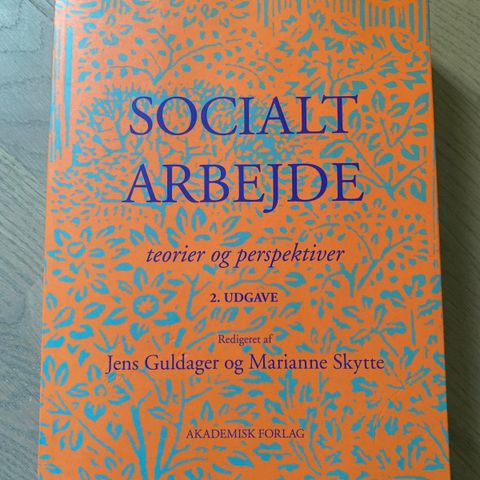 SOCIALT
ARBEJDE
teorier og perspektiver
2. UDGAVE
Redigeret af
Jens Guldager og Marianne Skytte
AKADEMISK FORLAG